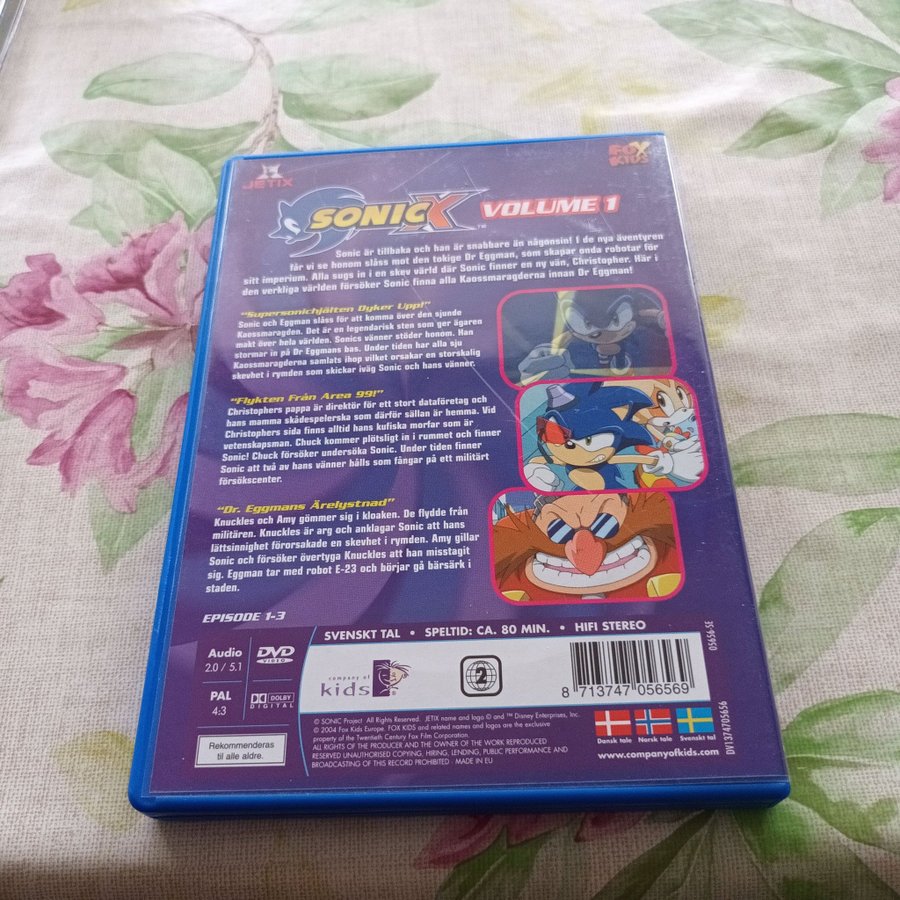 JETIX
FOX
KIDS
SONIC X VOLUME 1
TM
Sonic är tillbaka och han är snabbare än någonsin! I de nya äventyren
får vi se honom slåss mot den tokige Dr Eggman, som skapar onda robotar för
sitt imperium. Alla sugs in i en skev värld där Sonic finner en ny vän, Christopher. Här i
den verkliga världen försöker Sonic finna alla Kaossmaragderna innan Dr Eggman!
"Supersonichjälten Dyker Upp!"
Sonic och Eggman slåss för att komma över den sjunde
Kaossmaragden. Det är en legendarisk sten som ger ägaren
makt över hela världen. Sonics vänner stöder honom. Han
stormar in på Dr Eggmans bas. Under tiden har alla sju
Kaossmaragderna samlats ihop vilket orsakar en storskalig
skevhet i rymden som skickar iväg Sonic och hans vänner.
"Flykten Från Area 99!"
Christophers pappa är direktör för ett stort dataföretag och
hans mamma skådespelerska som därför sällan är hemma. Vid
Christophers sida finns alltid hans kufiska morfar som är
vetenskapsman. Chuck kommer plötsligt in i rummet och finner
Sonic! Chuck försöker undersöka Sonic. Under tiden finner
Sonic att två av hans vänner hålls som fångar på ett militärt
försökscenter.
"Dr. Eggmans Ärelystnad"
Knuckles och Amy gömmer sig i kloaken. De flydde från
militären. Knuckles är arg och anklagar Sonic att hans
lättsinnighet förorsakade en skevhet i rymden. Amy gillar
Sonic och försöker övertyga Knuckles att han misstagit
sig. Eggman tar med robot E-23 och börjar gå bärsärk i
staden.
EPISODE 1-3
SVENSKT TAL • SPELTID: CA. 80 MIN. • HIFI STEREO
Audio
2.0 / 5.1
DVD
VIDEO
PAL
4:3
DOLBY
DIGITAL
Rekommenderas
til alle aldre.
company of
kids
2
8 713747 056569
05656-SE
DV1374705656
Dansk tale
Norsk tale
Svenskt tal
www.companyofkids.com
© SONIC Project All Rights Reserved. JETIX name and logo © and ™ Disney Enterprises, Inc.
© 2004 Fox Kids Europe. FOX KIDS and related names and logos are the exclusive
property of Twentieth Century Fox Film Corporation.
ALL RIGHTS OF THE PRODUCER AND THE OWNER OF THE WORK REPRODUCED
RESERVED UNAUTHORISED COPYING, HIRING, LENDING, PUBLIC PERFORMANCE AND
BROADCASTING OF THIS RECORD PROHIBITED · MADE IN EU